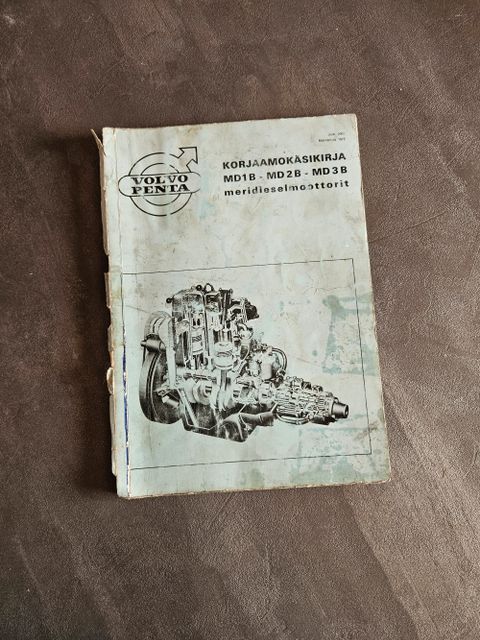 VOLVO
PENTA
KORJAAMOKÄSIKIRJA
MD1B - MD2B - MD3B
meridieselmoottorit